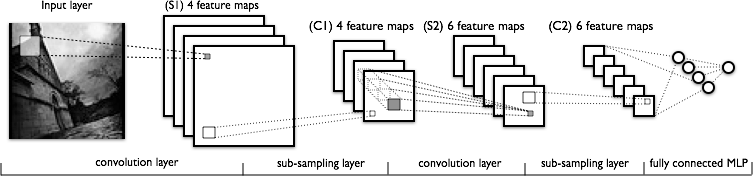 Input layer
(S1) 4 feature maps
(C1) 4 feature maps
(S2) 6 feature maps
(C2) 6 feature maps
convolution layer
sub-sampling layer
convolution layer
sub-sampling layer
fully connected MLP